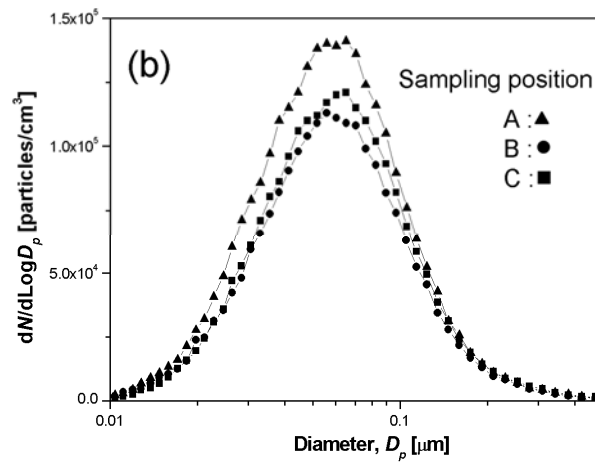 1.5x10⁵
(b)
Sampling position
A : ▲
B : ●
C : ■
1.0x10⁵
5.0x10⁴
0.0
dN/dLogDₚ [particles/cm³]
0.01
0.1
Diameter, Dₚ [μm]